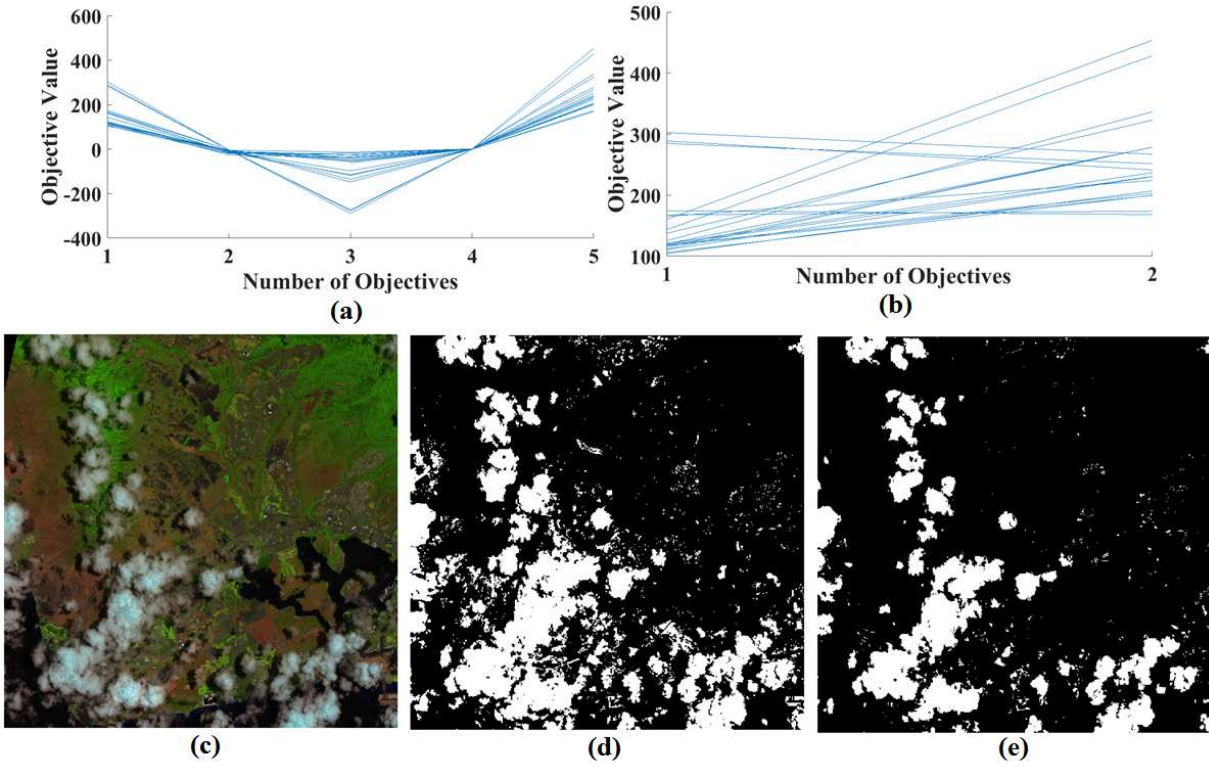 600
400
200
0
-200
-400
Objective Value
1 2 3 4 5
Number of Objectives
(a)
500
400
300
200
100
Objective Value
1 2
Number of Objectives
(b)
(c)
(d)
(e)